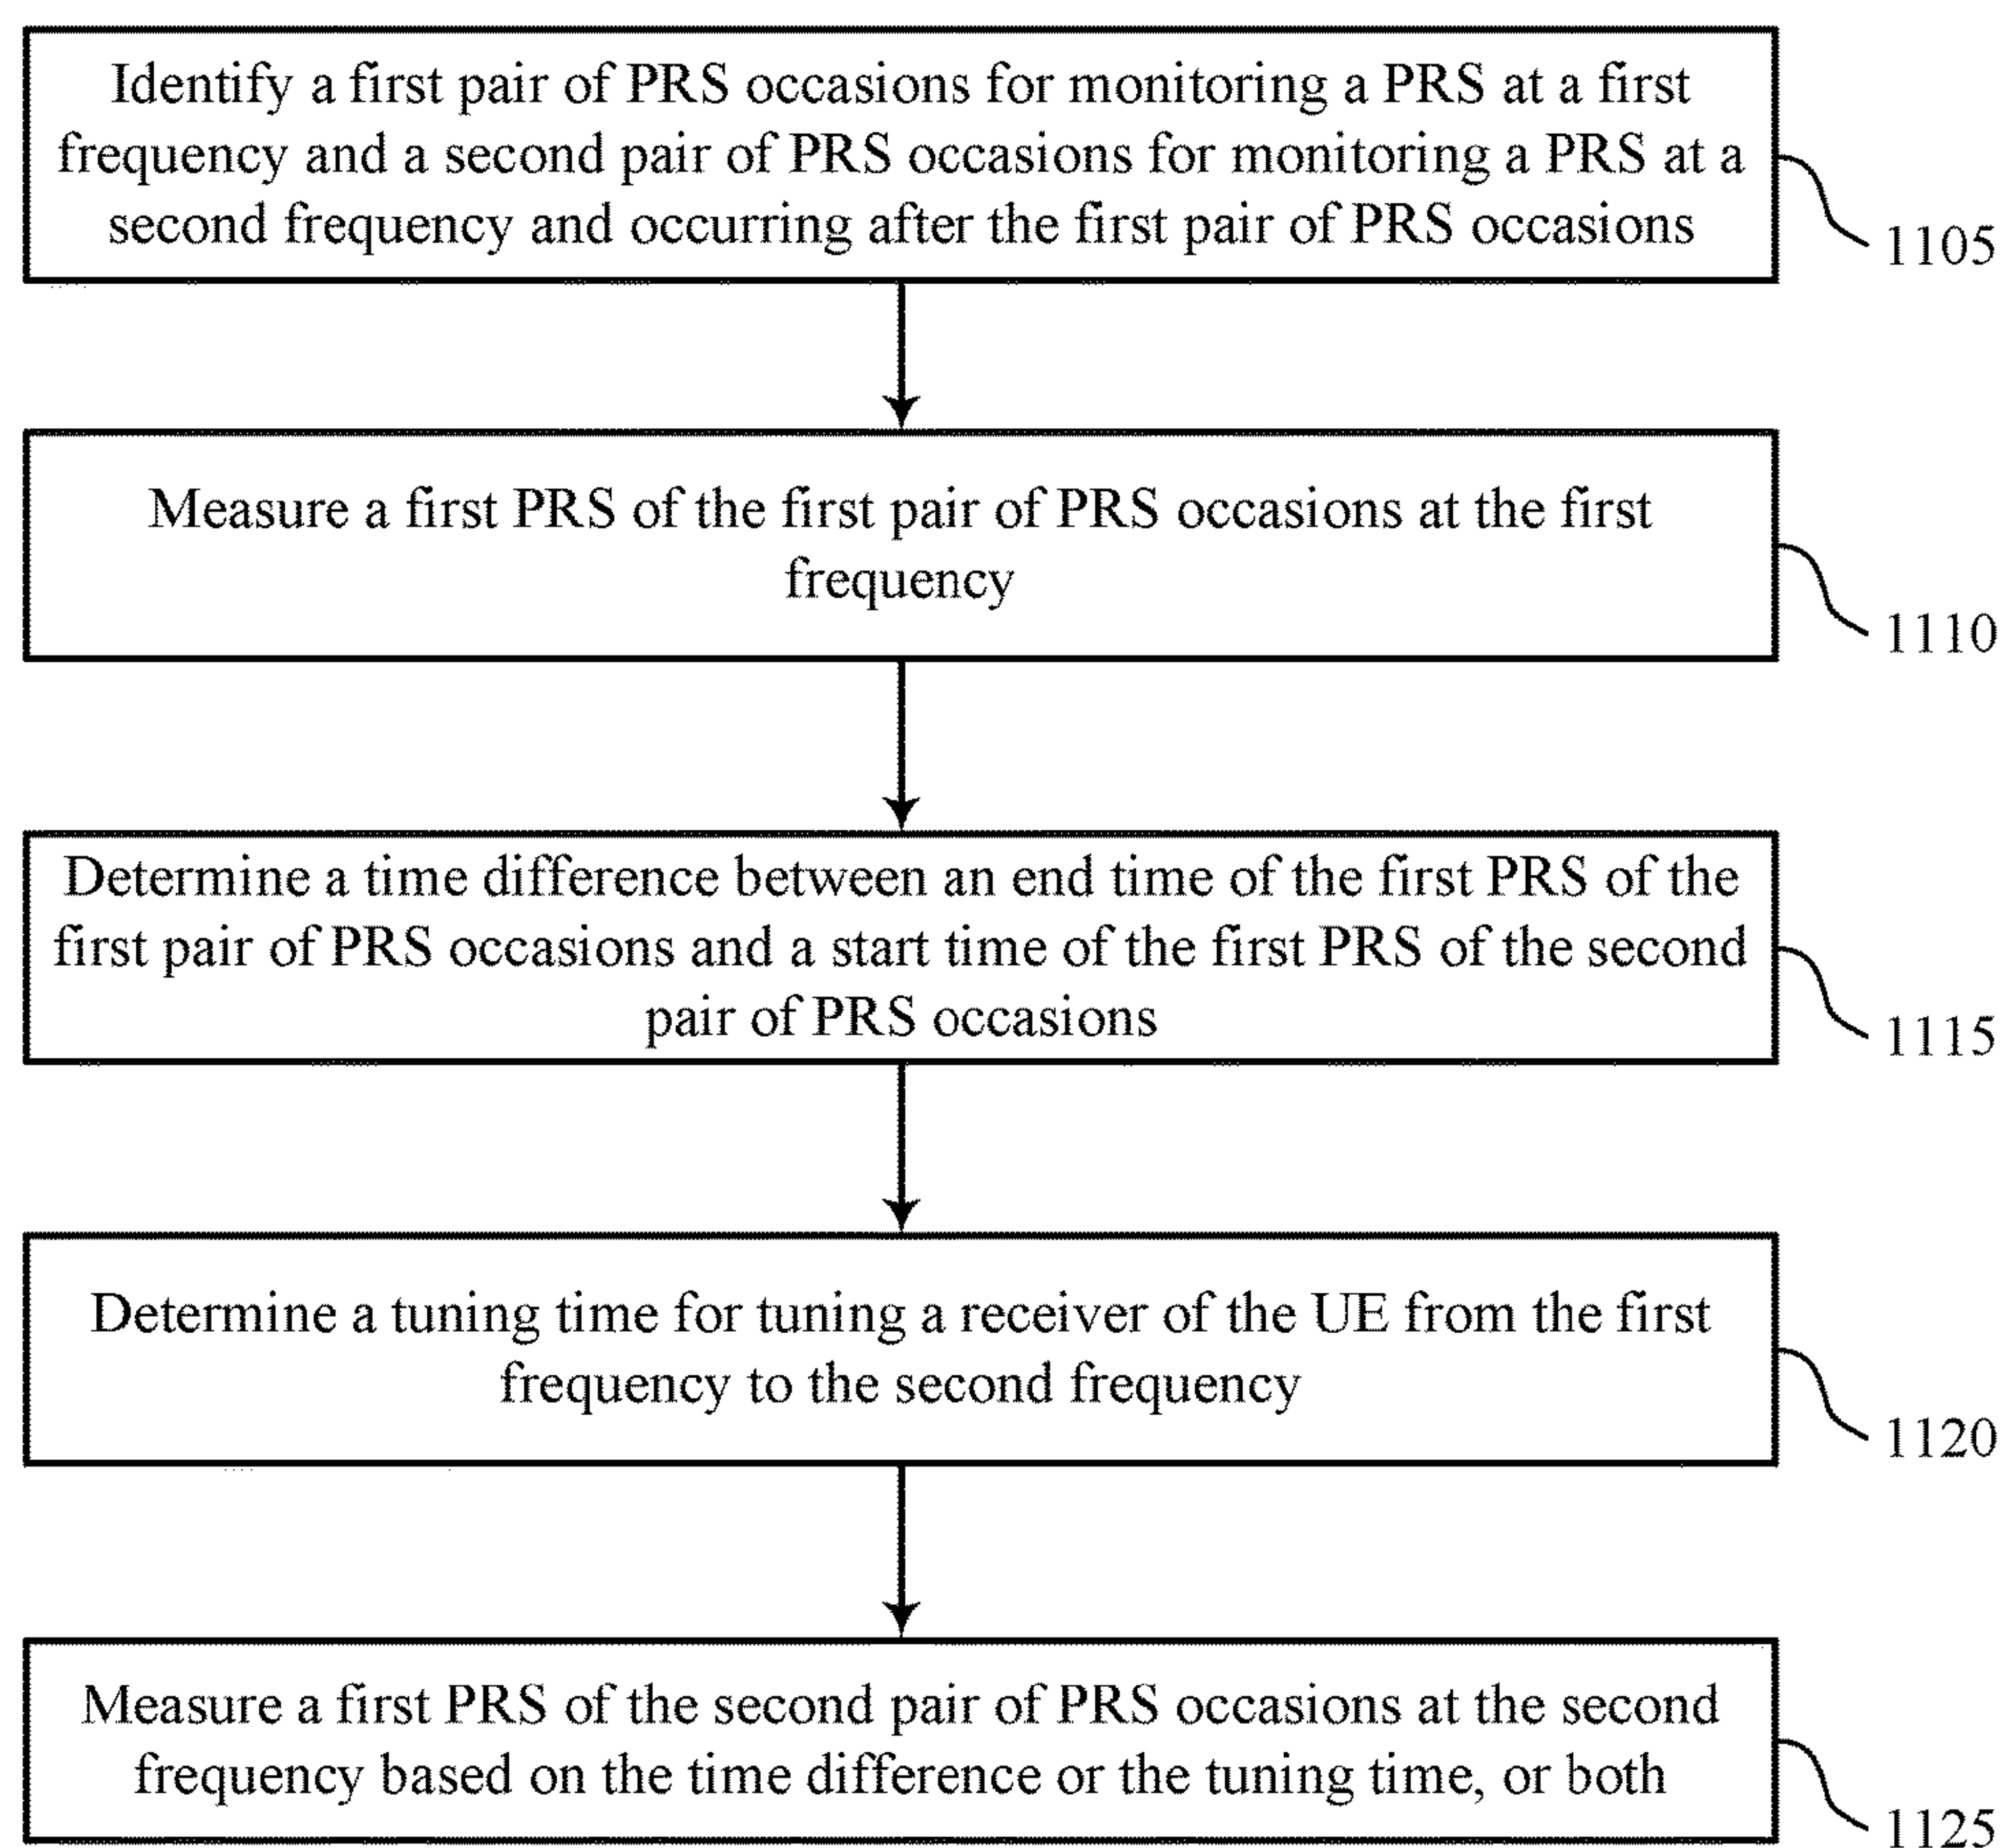 Identify a first pair of PRS occasions for monitoring a PRS at a first
frequency and a second pair of PRS occasions for monitoring a PRS at a
second frequency and occurring after the first pair of PRS occasions
1105
Measure a first PRS of the first pair of PRS occasions at the first
frequency
1110
Determine a time difference between an end time of the first PRS of the
first pair of PRS occasions and a start time of the first PRS of the second
pair of PRS occasions
1115
Determine a tuning time for tuning a receiver of the UE from the first
frequency to the second frequency
1120
Measure a first PRS of the second pair of PRS occasions at the second
frequency based on the time difference or the tuning time, or both
1125